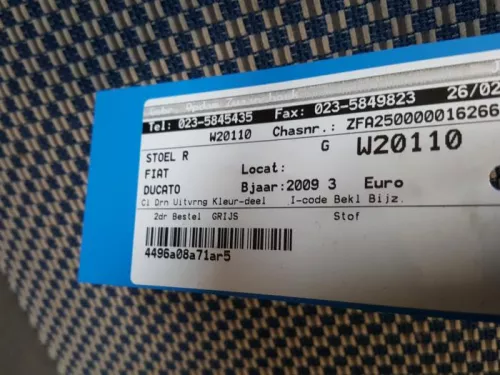 Tel: 023-5845435 Fax: 023-5849823 26/02
W20110 Chasnr.: ZFA250000016266
STOEL R G W20110
FIAT Locat:
DUCATO Bjaar: 2009 3 Euro
Ci Drn Uitvrng Kleur-deel I-code Bekl Bijz.
2dr Bestel GRIJS Stof
4496a08a71ar5